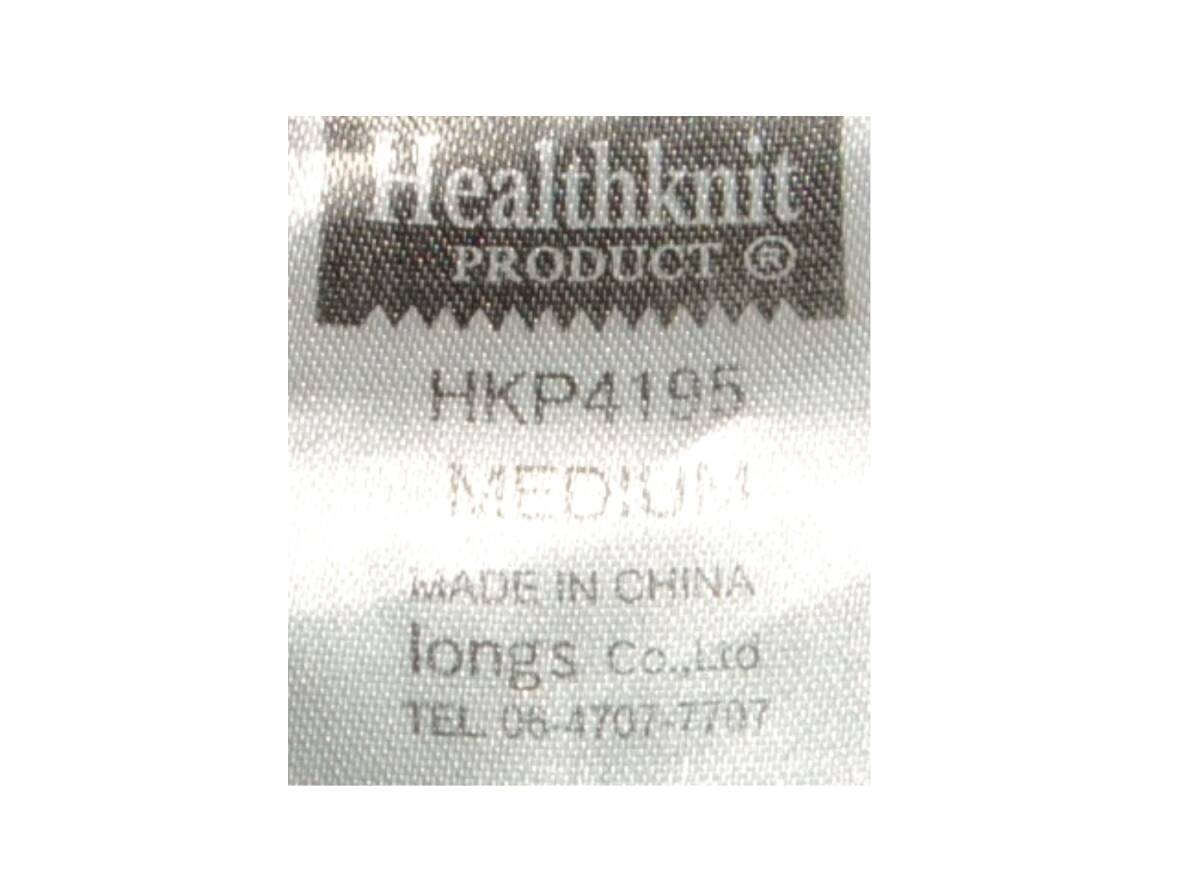 Healthknit
PRODUCT ®
HKP4195
MEDIUM
MADE IN CHINA
longs Co.,Ltd
TEL 06-4707-7707